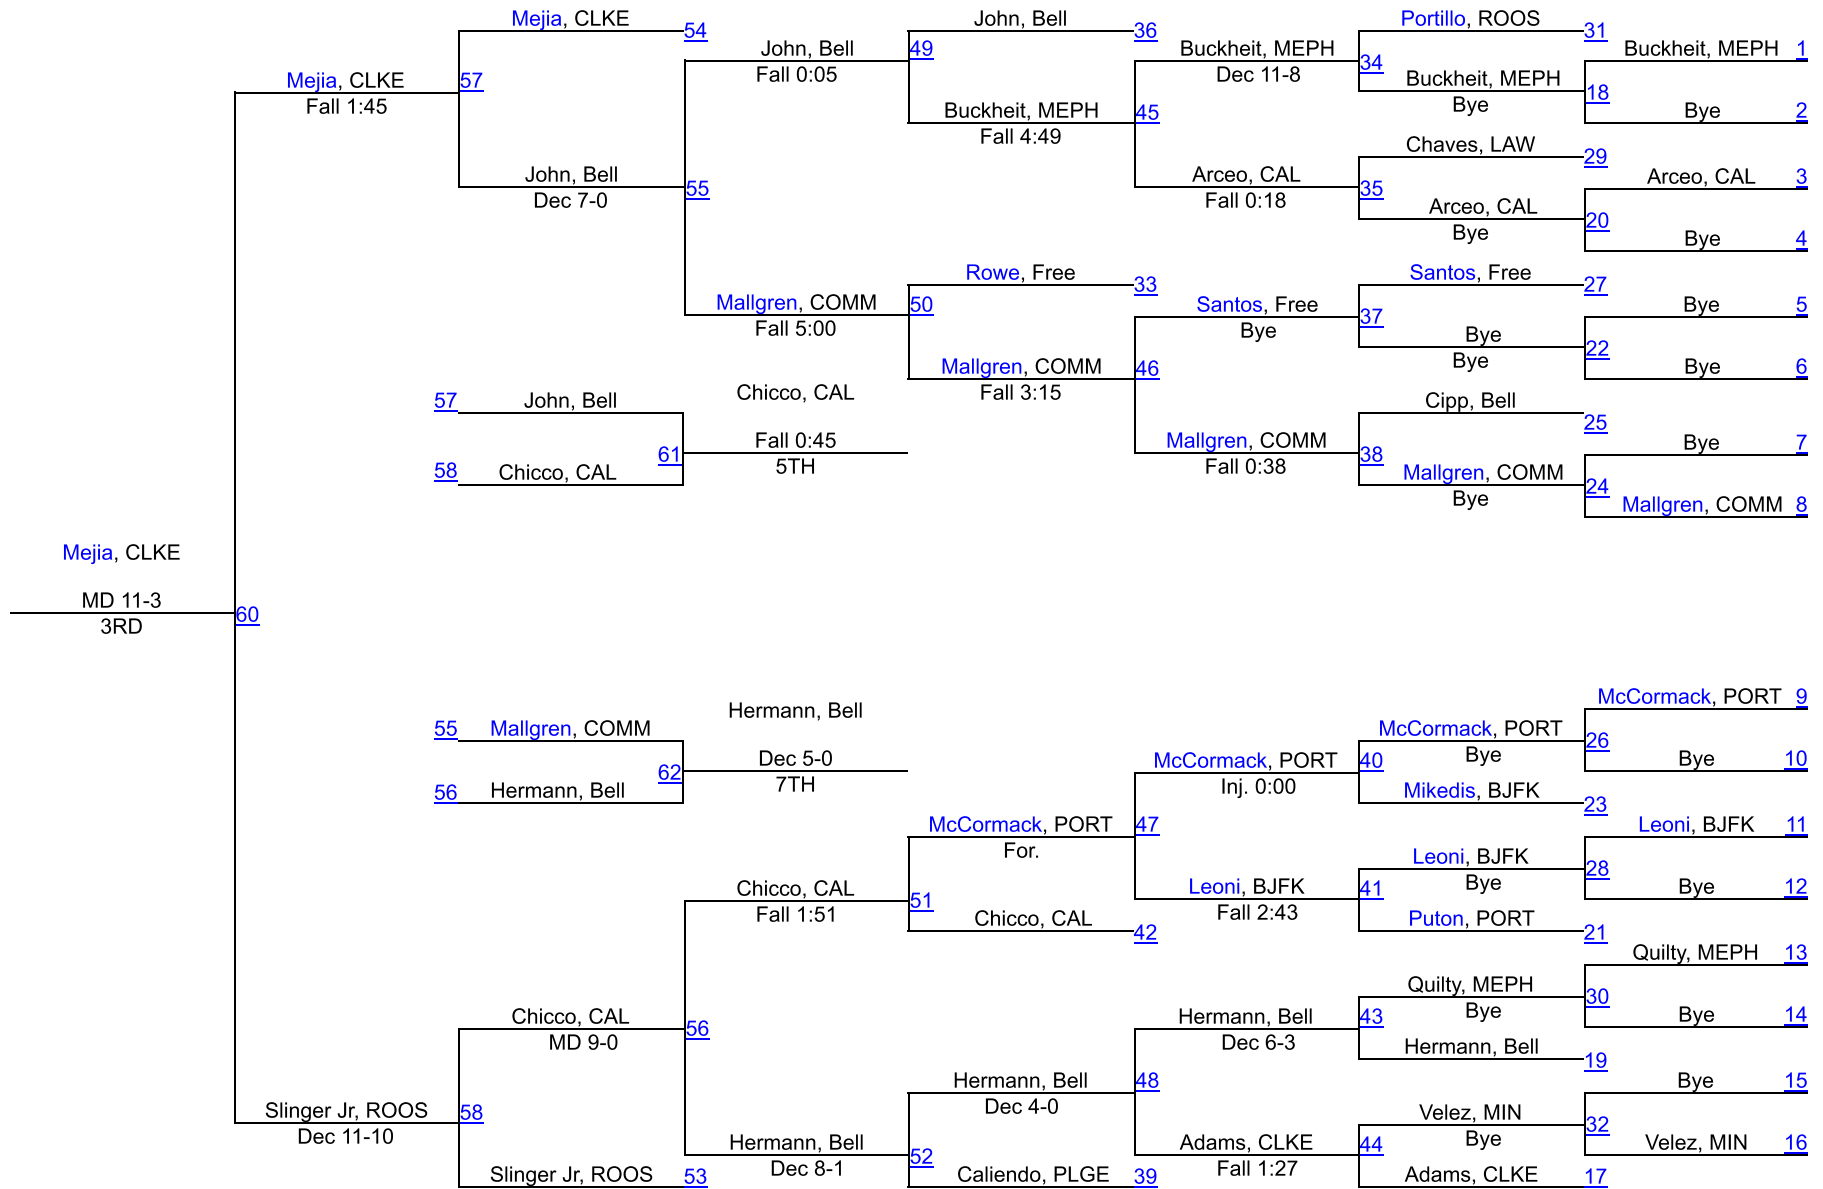 Mejia, CLKE
54
John, Bell
36
Portillo, ROOS
31
John, Bell
49
Fall 0:05
Buckheit, MEPH
Dec 11-8
34
Buckheit, MEPH
1
Mejia, CLKE
57
Fall 1:45
Buckheit, MEPH
Bye
18
Buckheit, MEPH
Fall 4:49
45
Bye
2
Chaves, LAW
29
John, Bell
Dec 7-0
55
Arceo, CAL
Fall 0:18
35
Arceo, CAL
3
Arceo, CAL
Bye
20
Bye
4
Rowe, Free
33
Santos, Free
27
Mallgren, COMM
Fall 5:00
50
Santos, Free
Bye
37
Bye
5
Bye
Bye
22
Mallgren, COMM
Fall 3:15
46
Bye
6
57
John, Bell
Chicco, CAL
Cipp, Bell
25
Fall 0:45
5TH
61
Mallgren, COMM
Fall 0:38
38
Bye
7
58
Chicco, CAL
Mallgren, COMM
Bye
24
Mallgren, COMM
8
Mejia, CLKE
MD 11-3
3RD
60
McCormack, PORT
9
Hermann, Bell
55
Mallgren, COMM
McCormack, PORT
Bye
26
Dec 5-0
7TH
62
McCormack, PORT
Inj. 0:00
40
Bye
10
56
Hermann, Bell
Mikedis, BJFK
23
McCormack, PORT
For.
47
Leoni, BJFK
11
Leoni, BJFK
Bye
28
Chicco, CAL
Fall 1:51
51
Leoni, BJFK
Fall 2:43
41
Bye
12
Chicco, CAL
42
Puton, PORT
21
Quilty, MEPH
13
Quilty, MEPH
Bye
30
Chicco, CAL
MD 9-0
56
Hermann, Bell
Dec 6-3
43
Bye
14
Hermann, Bell
19
Hermann, Bell
Dec 4-0
48
Bye
15
Slinger Jr, ROOS
Dec 11-10
58
Velez, MIN
Bye
32
Hermann, Bell
Dec 8-1
52
Adams, CLKE
Fall 1:27
44
Velez, MIN
16
Slinger Jr, ROOS
53
Caliendo, PLGE
39
Adams, CLKE
17